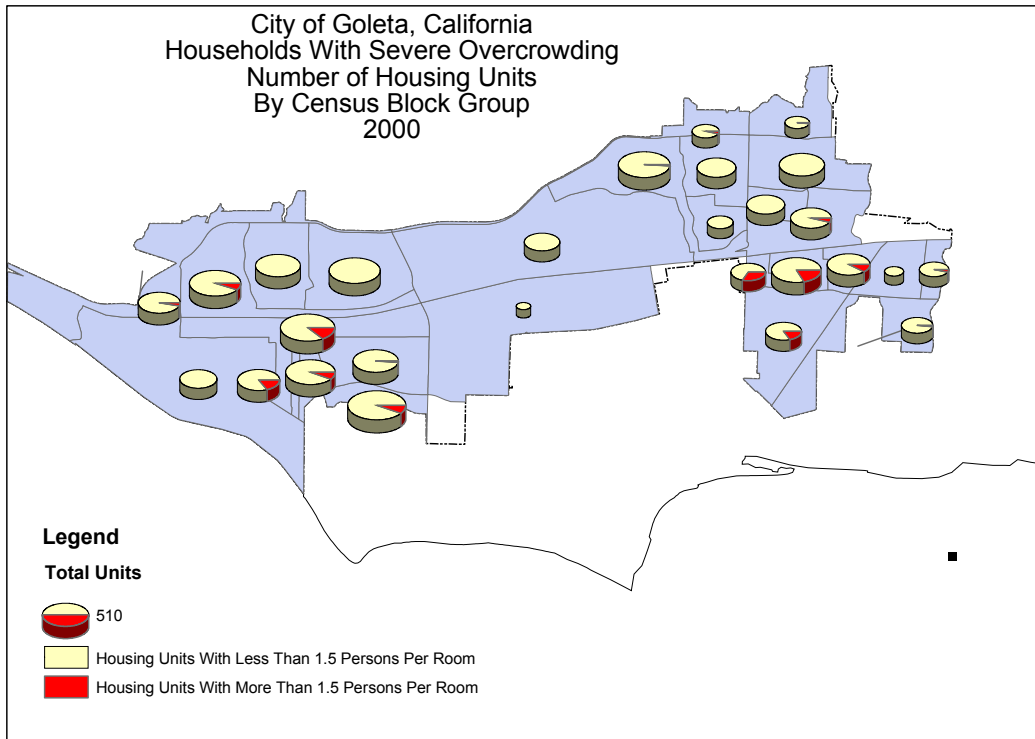 City of Goleta, California
Households With Severe Overcrowding
Number of Housing Units
By Census Block Group
2000
Legend
Total Units
510
Housing Units With Less Than 1.5 Persons Per Room
Housing Units With More Than 1.5 Persons Per Room